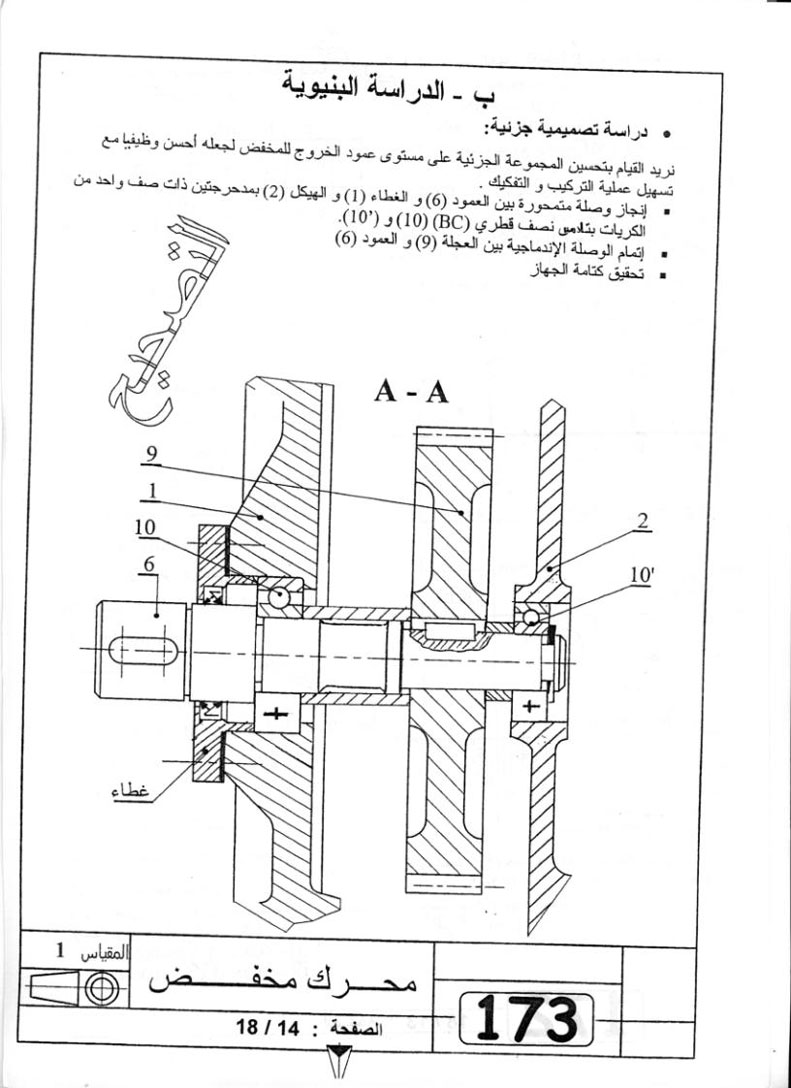 ب - الدراسة البنيوية
• دراسة تصميمية جزئية:
نريد القيام بتحسين المجموعة الجزئية على مستوى عمود الخروج للمخفض لجعله أحسن وظيفيا مع
تسهيل عملية التركيب و التفكيك .
▪ إنجاز وصلة متمحورة بين العمود (6) و الغطاء (1) و الهيكل (2) بمدحرجتين ذات صف واحد من
الكريات بتلامس نصف قطري (BC) (10) و (10').
▪ إتمام الوصلة الإندماجية بين العجلة (9) و العمود (6)
▪ تحقيق كتامة الجهاز
التصحيح
A - A
9
1
10
6
2
10'
غطاء
المقياس 1
محرك مخفض
173
الصفحة : 14 / 18